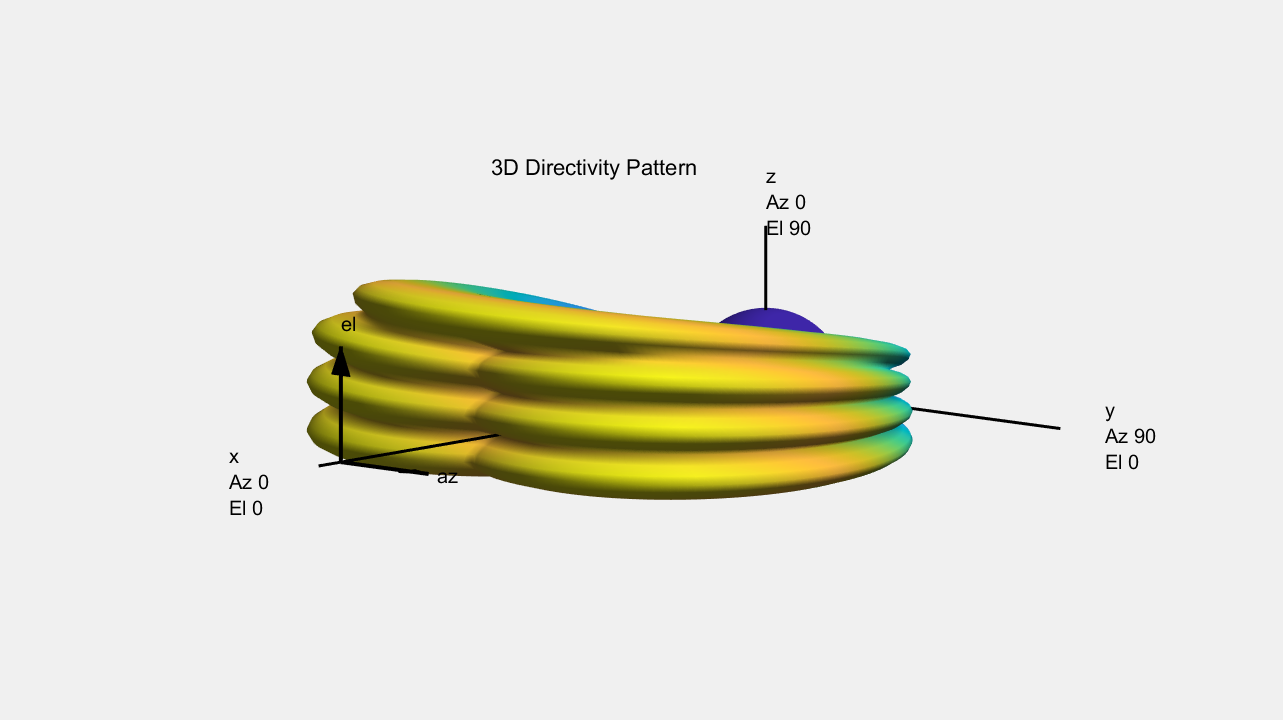 3D Directivity Pattern
z
Az 0
El 90
el
y
Az 90
El 0
x
Az 0
El 0
az